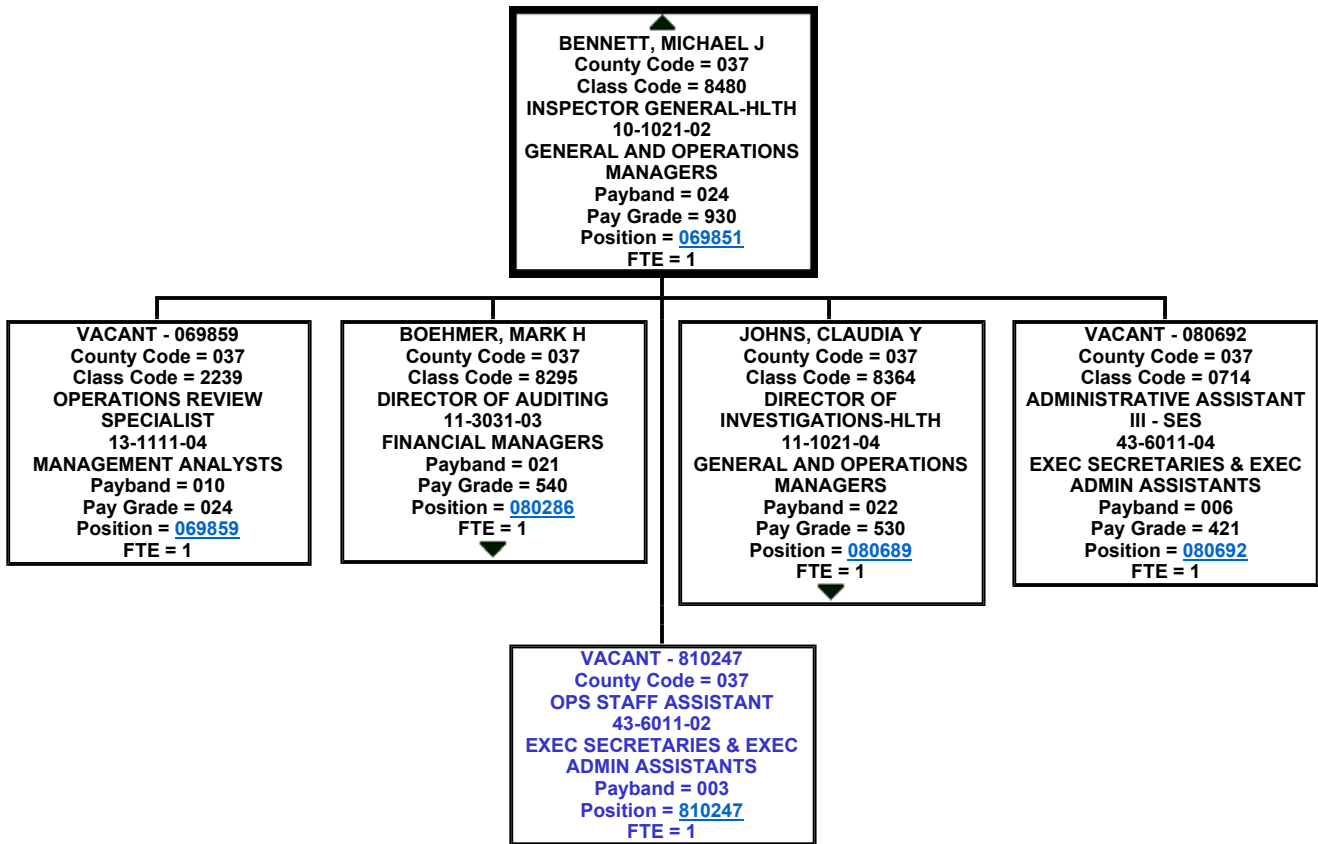 BENNETT, MICHAEL J
County Code = 037
Class Code = 8480
INSPECTOR GENERAL-HLTH
10-1021-02
GENERAL AND OPERATIONS
MANAGERS
Payband = 024
Pay Grade = 930
Position = 069851
FTE = 1
VACANT - 069859
County Code = 037
Class Code = 2239
OPERATIONS REVIEW
SPECIALIST
13-1111-04
MANAGEMENT ANALYSTS
Payband = 010
Pay Grade = 024
Position = 069859
FTE = 1
BOEHMER, MARK H
County Code = 037
Class Code = 8295
DIRECTOR OF AUDITING
11-3031-03
FINANCIAL MANAGERS
Payband = 021
Pay Grade = 540
Position = 080286
FTE = 1
JOHNS, CLAUDIA Y
County Code = 037
Class Code = 8364
DIRECTOR OF
INVESTIGATIONS-HLTH
11-1021-04
GENERAL AND OPERATIONS
MANAGERS
Payband = 022
Pay Grade = 530
Position = 080689
FTE = 1
VACANT - 080692
County Code = 037
Class Code = 0714
ADMINISTRATIVE ASSISTANT
III - SES
43-6011-04
EXEC SECRETARIES & EXEC
ADMIN ASSISTANTS
Payband = 006
Pay Grade = 421
Position = 080692
FTE = 1
VACANT - 810247
County Code = 037
OPS STAFF ASSISTANT
43-6011-02
EXEC SECRETARIES & EXEC
ADMIN ASSISTANTS
Payband = 003
Position = 810247
FTE = 1